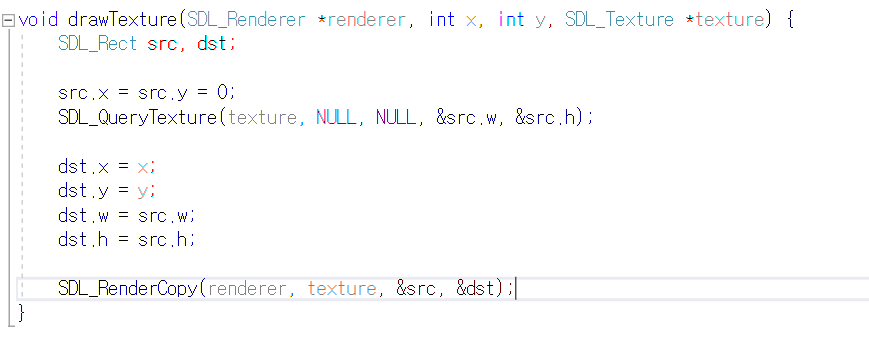 void drawTexture(SDL_Renderer *renderer, int x, int y, SDL_Texture *texture) {
    SDL_Rect src, dst;

    src.x = src.y = 0;
    SDL_QueryTexture(texture, NULL, NULL, &src.w, &src.h);

    dst.x = x;
    dst.y = y;
    dst.w = src.w;
    dst.h = src.h;

    SDL_RenderCopy(renderer, texture, &src, &dst);
}